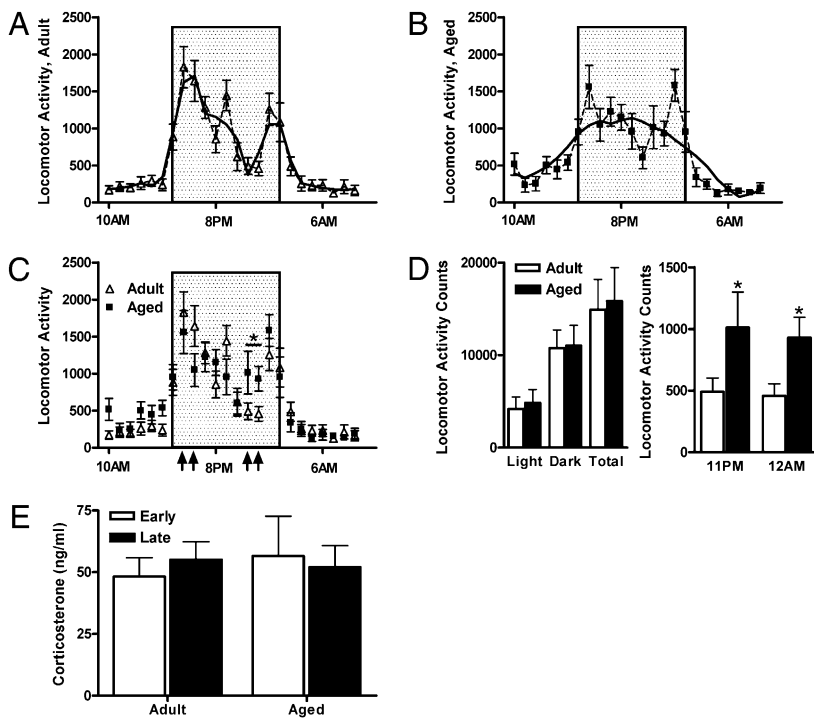 A
Locomotor Activity, Adult
2500
2000
1500
1000
500
0
10AM 8PM 6AM
B
Locomotor Activity, Aged
2500
2000
1500
1000
500
0
10AM 8PM 6AM
C
Locomotor Activity
2500
2000
1500
1000
500
0
Adult
Aged
*
10AM 8PM 6AM
D
Locomotor Activity Counts
20000
10000
0
Adult
Aged
Light Dark Total
Locomotor Activity Counts
1500
1000
500
0
* *
11PM 12AM
E
Corticosterone (ng/ml)
75
50
25
0
Early
Late
Adult Aged